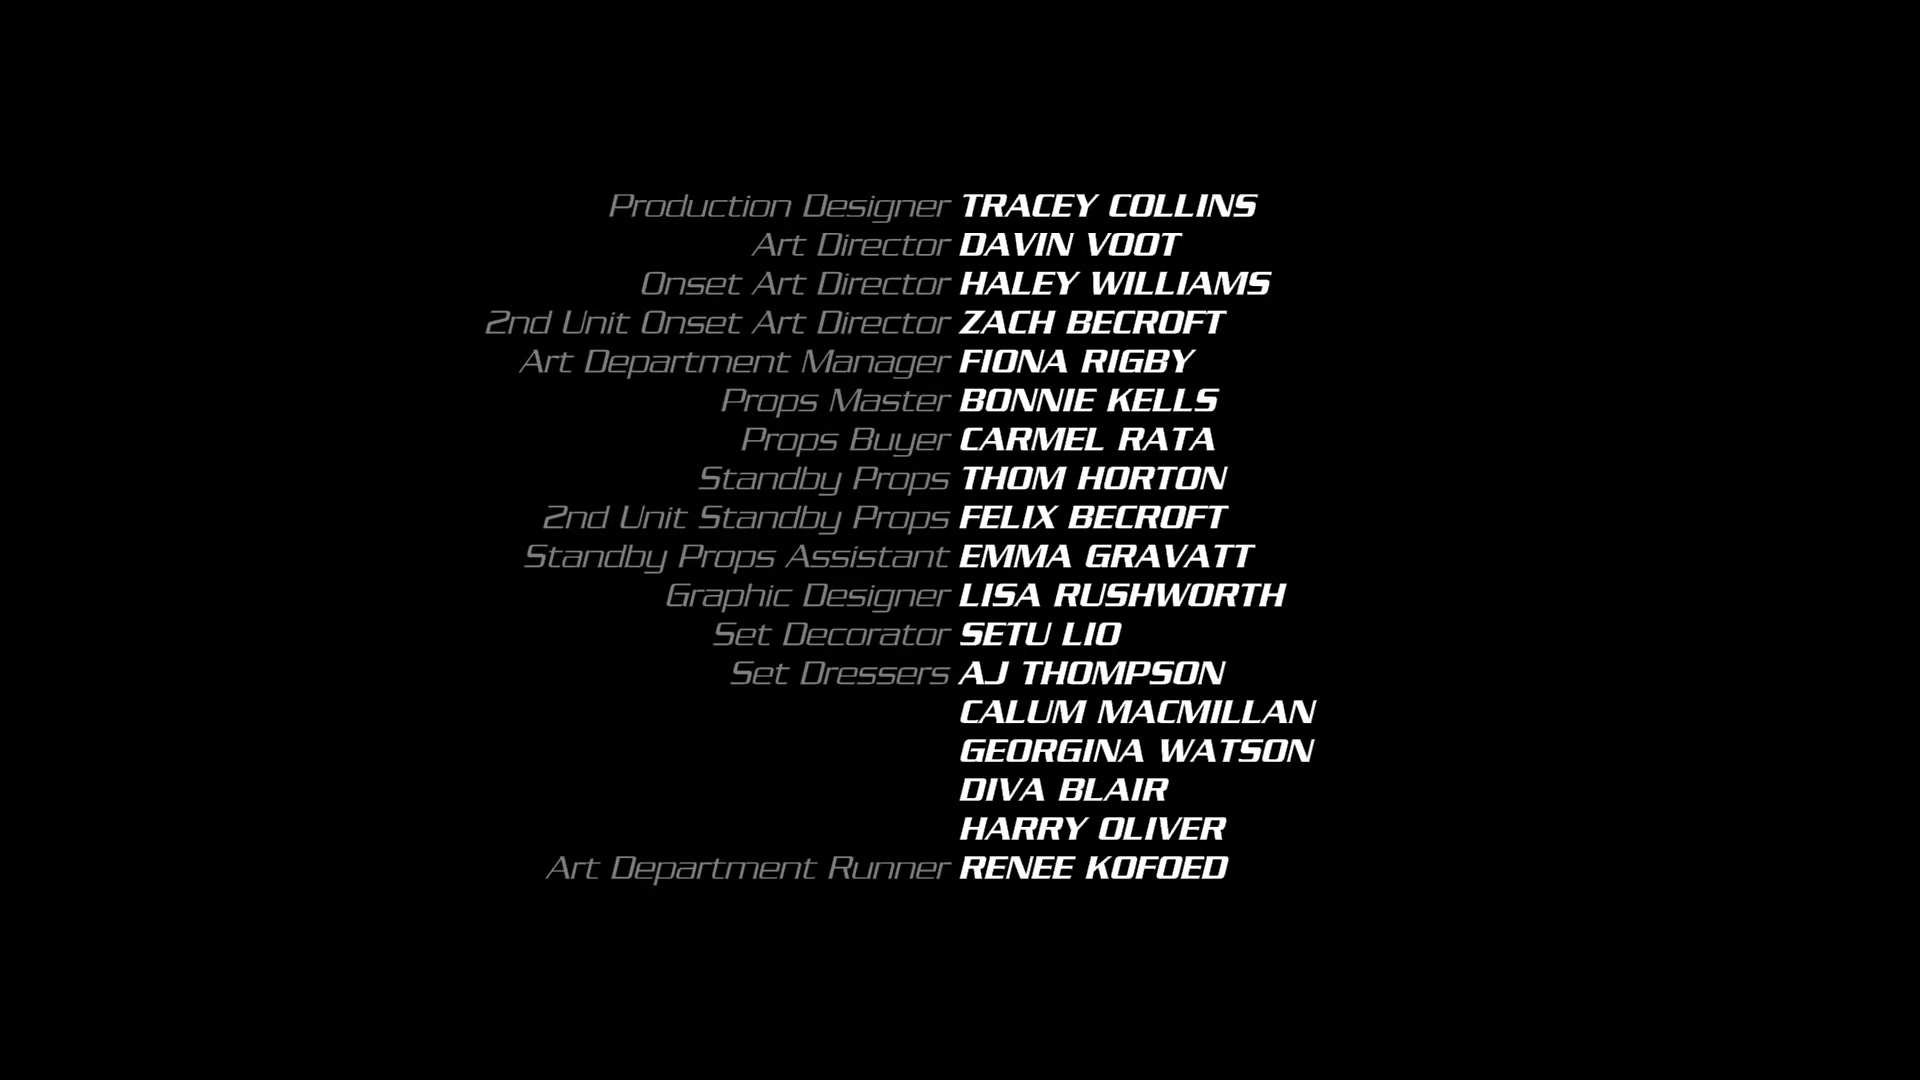 Production Designer TRACEY COLLINS
Art Director DAVIN VOOT
Onset Art Director HALEY WILLIAMS
2nd Unit Onset Art Director ZACH BECROFT
Art Department Manager FIONA RIGBY
Props Master BONNIE KELLS
Props Buyer CARMEL RATA
Standby Props THOM HORTON
2nd Unit Standby Props FELIX BECROFT
Standby Props Assistant EMMA GRAVATT
Graphic Designer LISA RUSHWORTH
Set Decorator SETU LIO
Set Dressers AJ THOMPSON
CALUM MACMILLAN
GEORGINA WATSON
DIVA BLAIR
HARRY OLIVER
Art Department Runner RENEE KOFOED